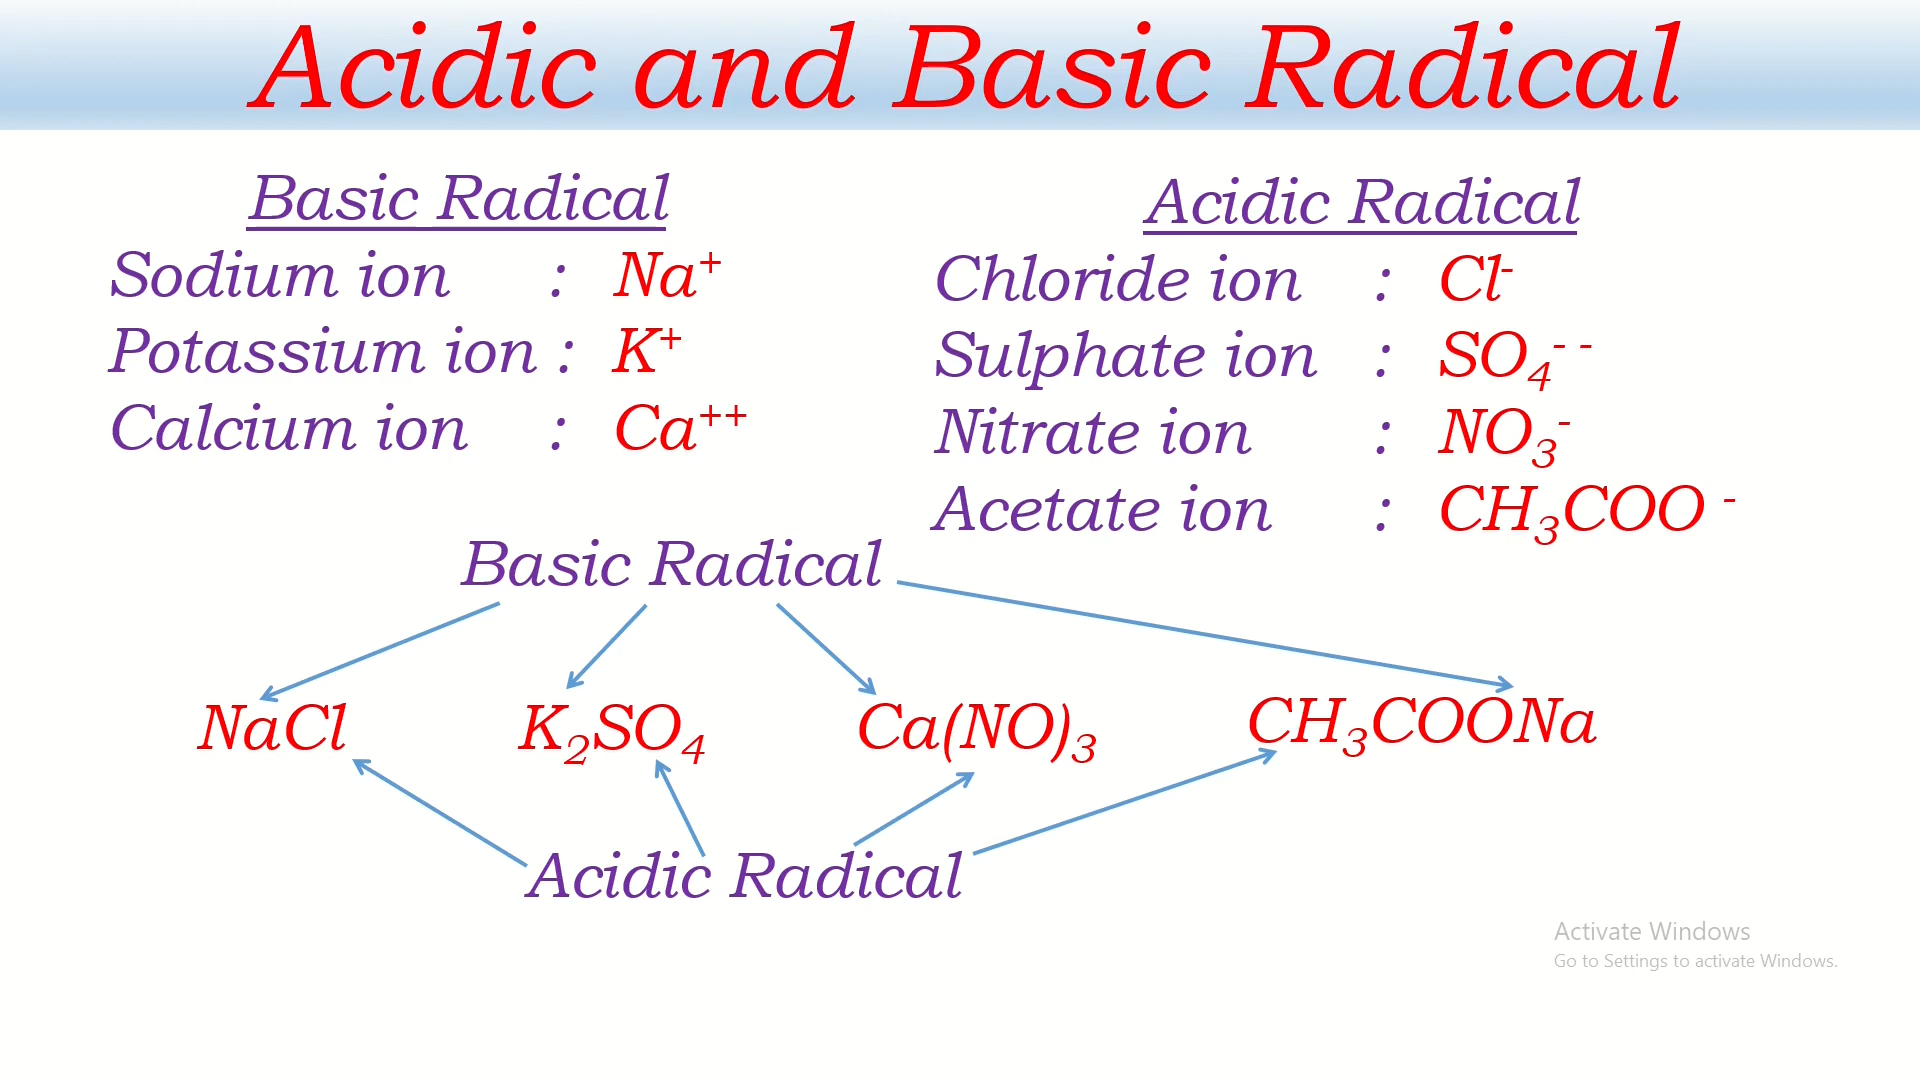 Acidic and Basic Radical
Basic Radical
Sodium ion : Na⁺
Potassium ion : K⁺
Calcium ion : Ca⁺⁺
Acidic Radical
Chloride ion : Cl⁻
Sulphate ion : SO₄⁻ ⁻
Nitrate ion : NO₃⁻
Acetate ion : CH₃COO ⁻
Basic Radical
NaCl K₂SO₄ Ca(NO)₃ CH₃COONa
Acidic Radical
Activate Windows
Go to Settings to activate Windows.